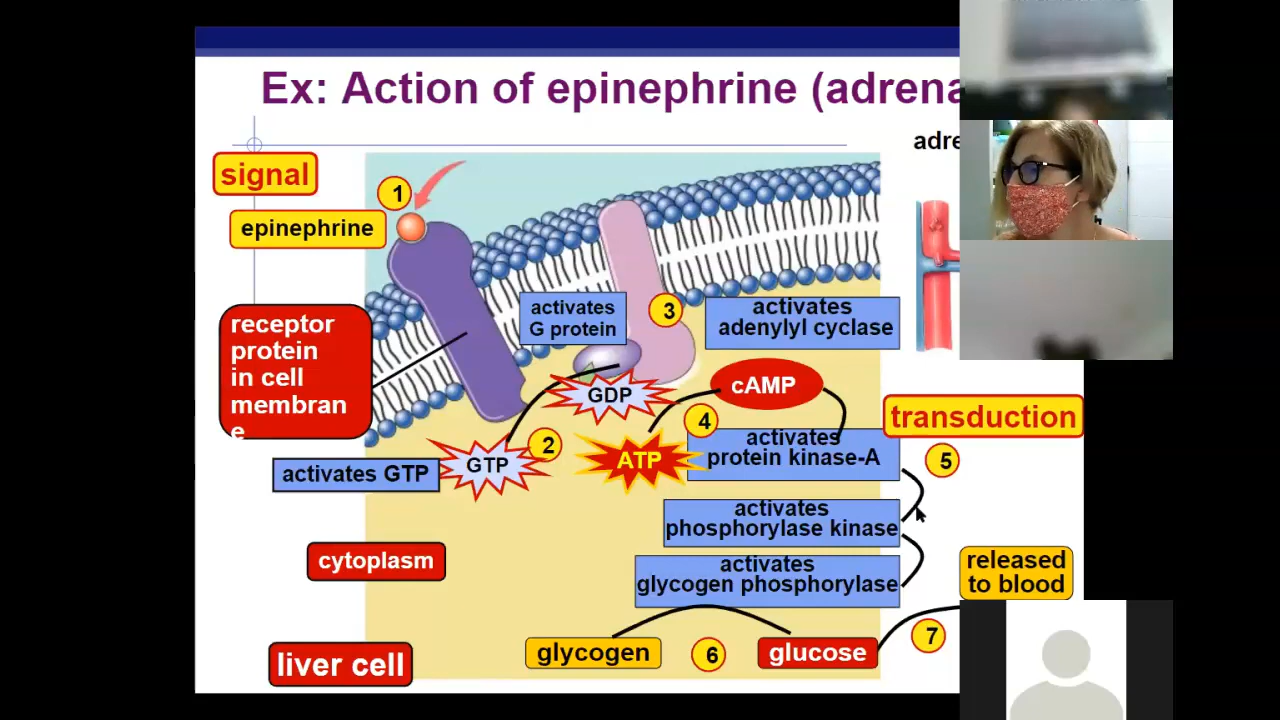 Ex: Action of epinephrine (adrena
adre
signal
1
epinephrine
receptor
protein
in cell
membran
e
activates
G protein
3
activates
adenylyl cyclase
GDP
cAMP
transduction
4
2
ATP
activates
protein kinase-A
5
GTP
activates GTP
activates
phosphorylase kinase
cytoplasm
activates
glycogen phosphorylase
released
to blood
7
glycogen
6
glucose
liver cell